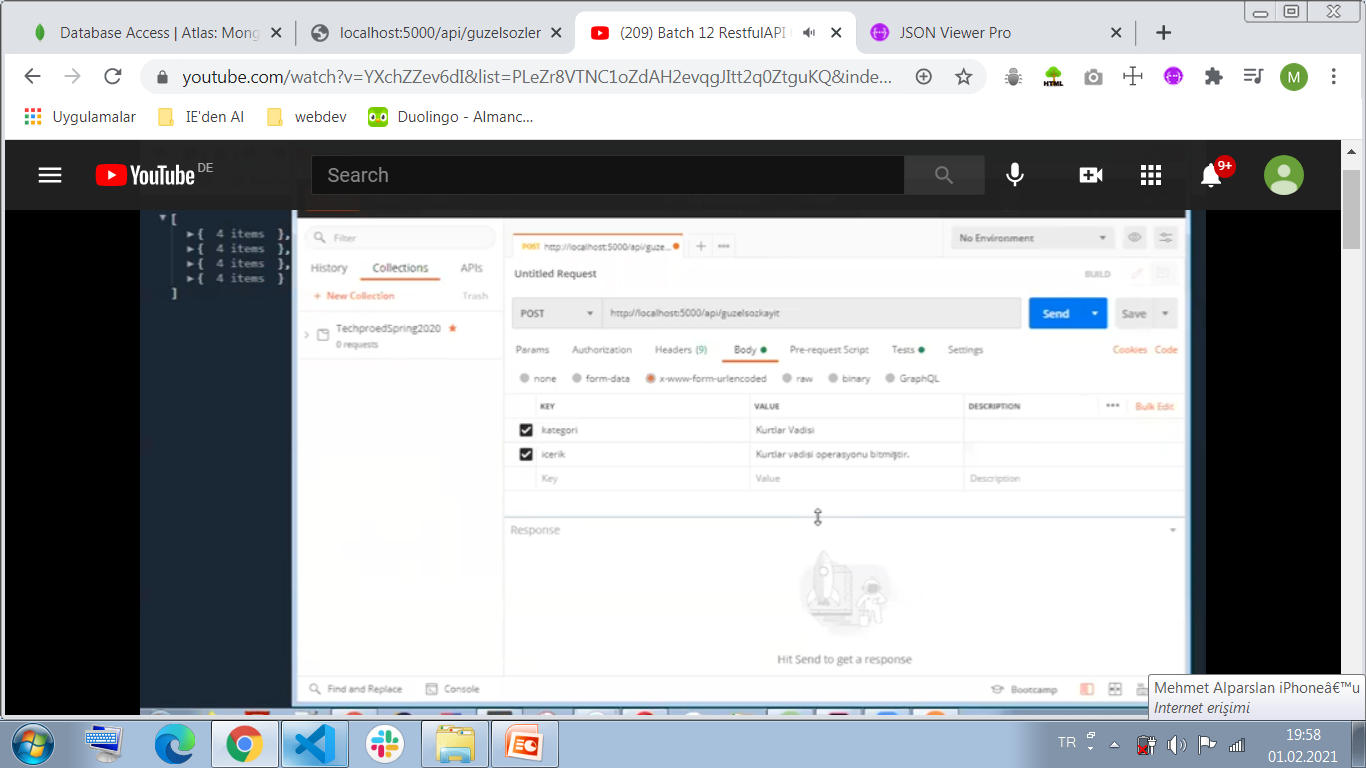 Database Access | Atlas: Mong
localhost:5000/api/guzelsozler
(209) Batch 12 RestfulAPI
JSON Viewer Pro
youtube.com/watch?v=YXchZZev6dI&list=PLeZr8VTNC1oZdAH2evqgJItt2q0ZtguKQ&inde...
HTML
M
Uygulamalar
IE'den Al
webdev
Duolingo - Almanc...
YouTube DE
Search
9+
[
{ 4 items },
{ 4 items },
{ 4 items },
{ 4 items }
]
Filter
POST http://localhost:5000/api/guze...
No Environment
History Collections APIs
Untitled Request
BUILD
+ New Collection Trash
POST http://localhost:5000/api/guzelsozkayit Send Save
TechproedSpring2020
0 requests
Params Authorization Headers (9) Body Pre-request Script Tests Settings Cookies Code
none form-data x-www-form-urlencoded raw binary GraphQL
KEY VALUE DESCRIPTION Bulk Edit
kategori Kurtlar Vadisi
icerik Kurtlar vadisi operasyonu bitmiştir.
Key Value Description
Response
Hit Send to get a response
Find and Replace Console Bootcamp
Mehmet Alparslan iPhoneâ€™u
Internet erişimi
TR
19:58
01.02.2021